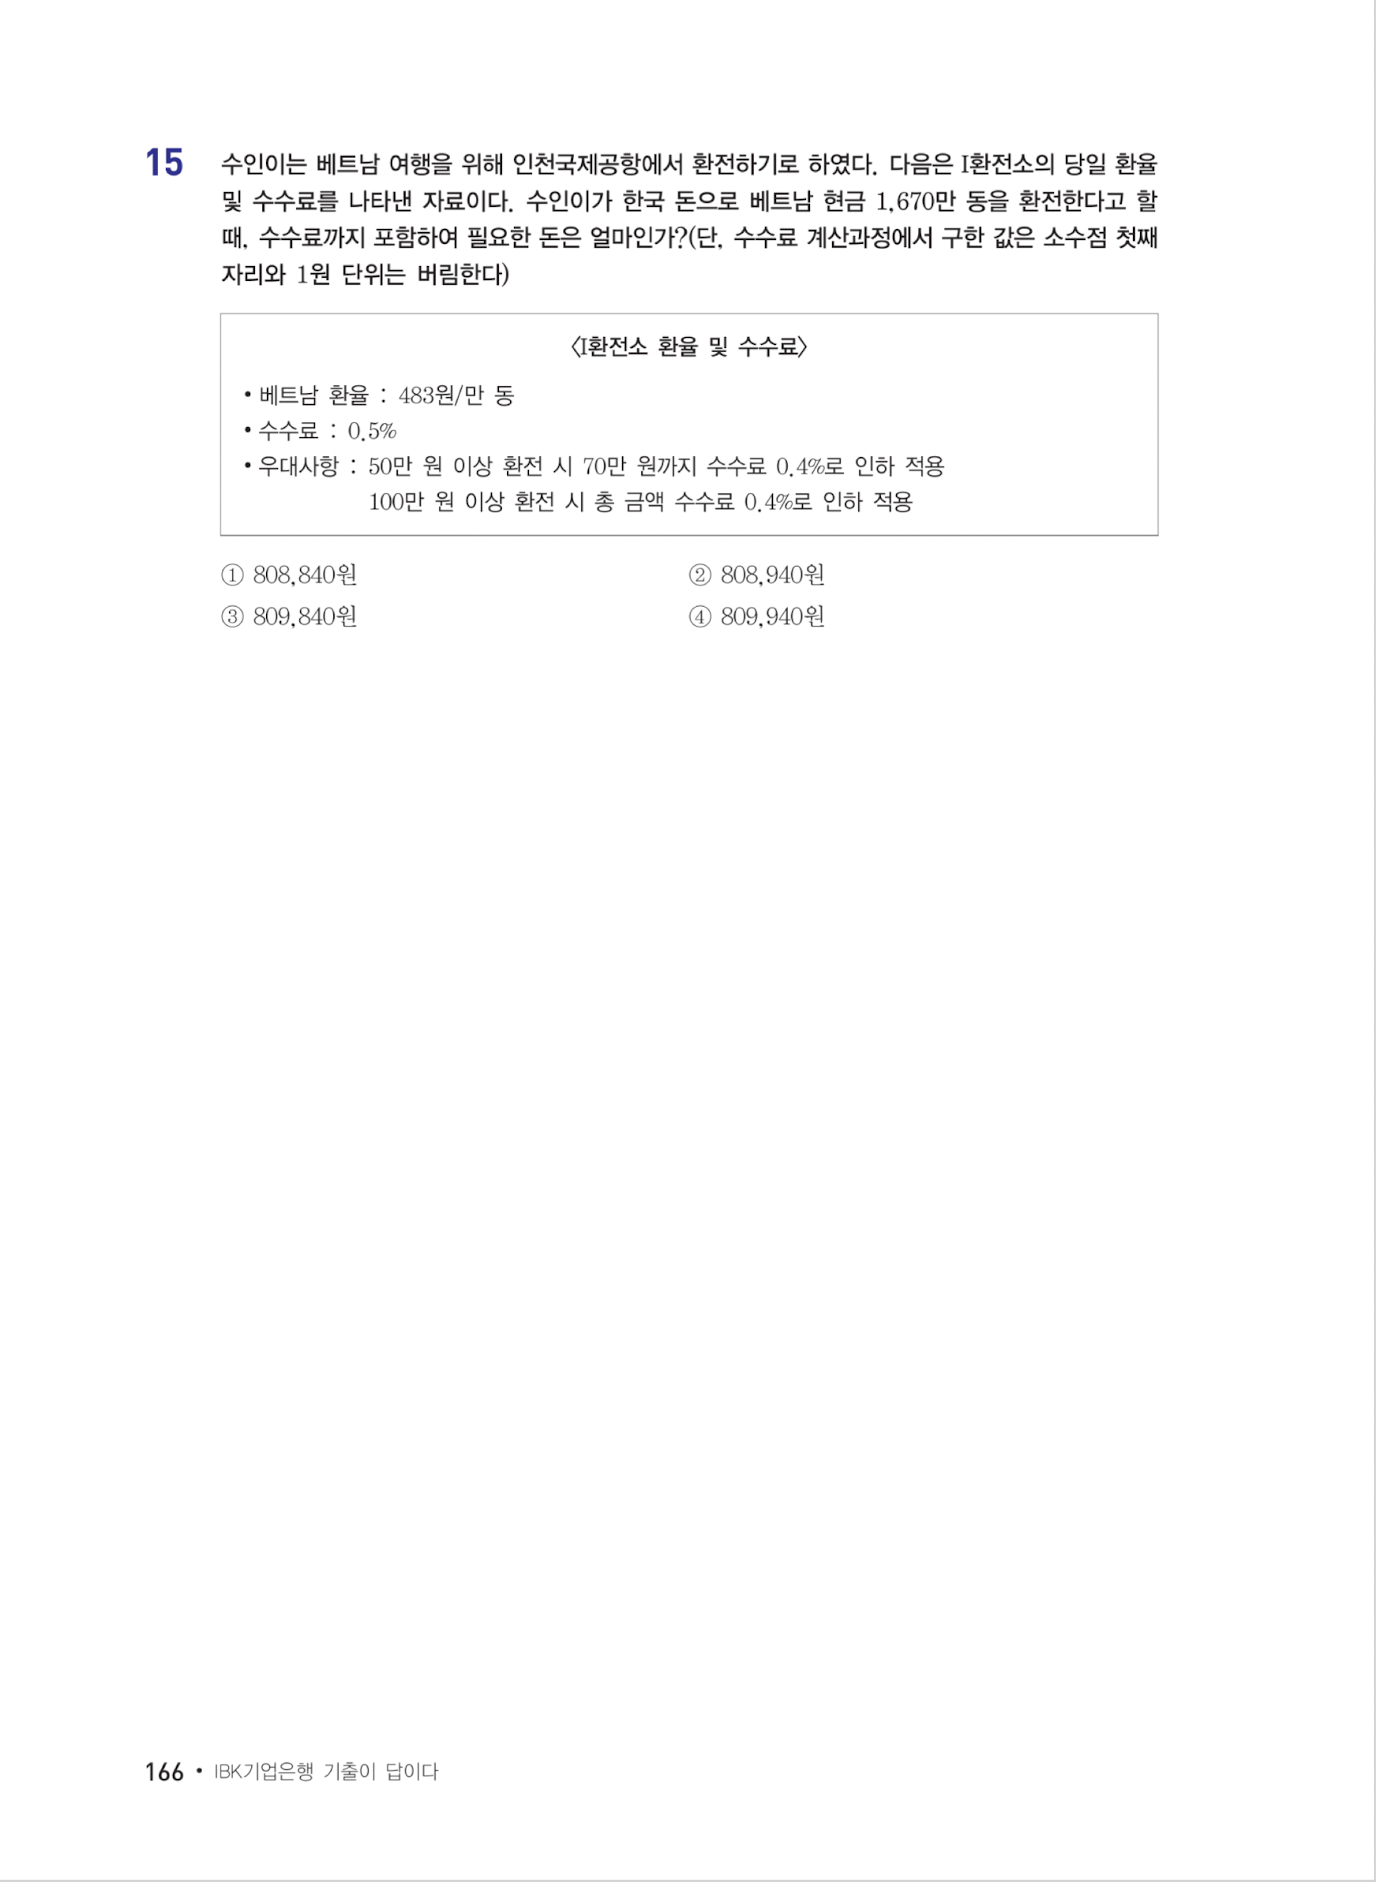 15 수인이는 베트남 여행을 위해 인천국제공항에서 환전하기로 하였다. 다음은 I환전소의 당일 환율
및 수수료를 나타낸 자료이다. 수인이가 한국 돈으로 베트남 현금 1,670만 동을 환전한다고 할
때, 수수료까지 포함하여 필요한 돈은 얼마인가?(단, 수수료 계산과정에서 구한 값은 소수점 첫째
자리와 1원 단위는 버림한다)
〈I환전소 환율 및 수수료〉
• 베트남 환율 : 483원/만 동
• 수수료 : 0.5%
• 우대사항 : 50만 원 이상 환전 시 70만 원까지 수수료 0.4%로 인하 적용
100만 원 이상 환전 시 총 금액 수수료 0.4%로 인하 적용
① 808,840원 ② 808,940원
③ 809,840원 ④ 809,940원
166 • IBK기업은행 기출이 답이다